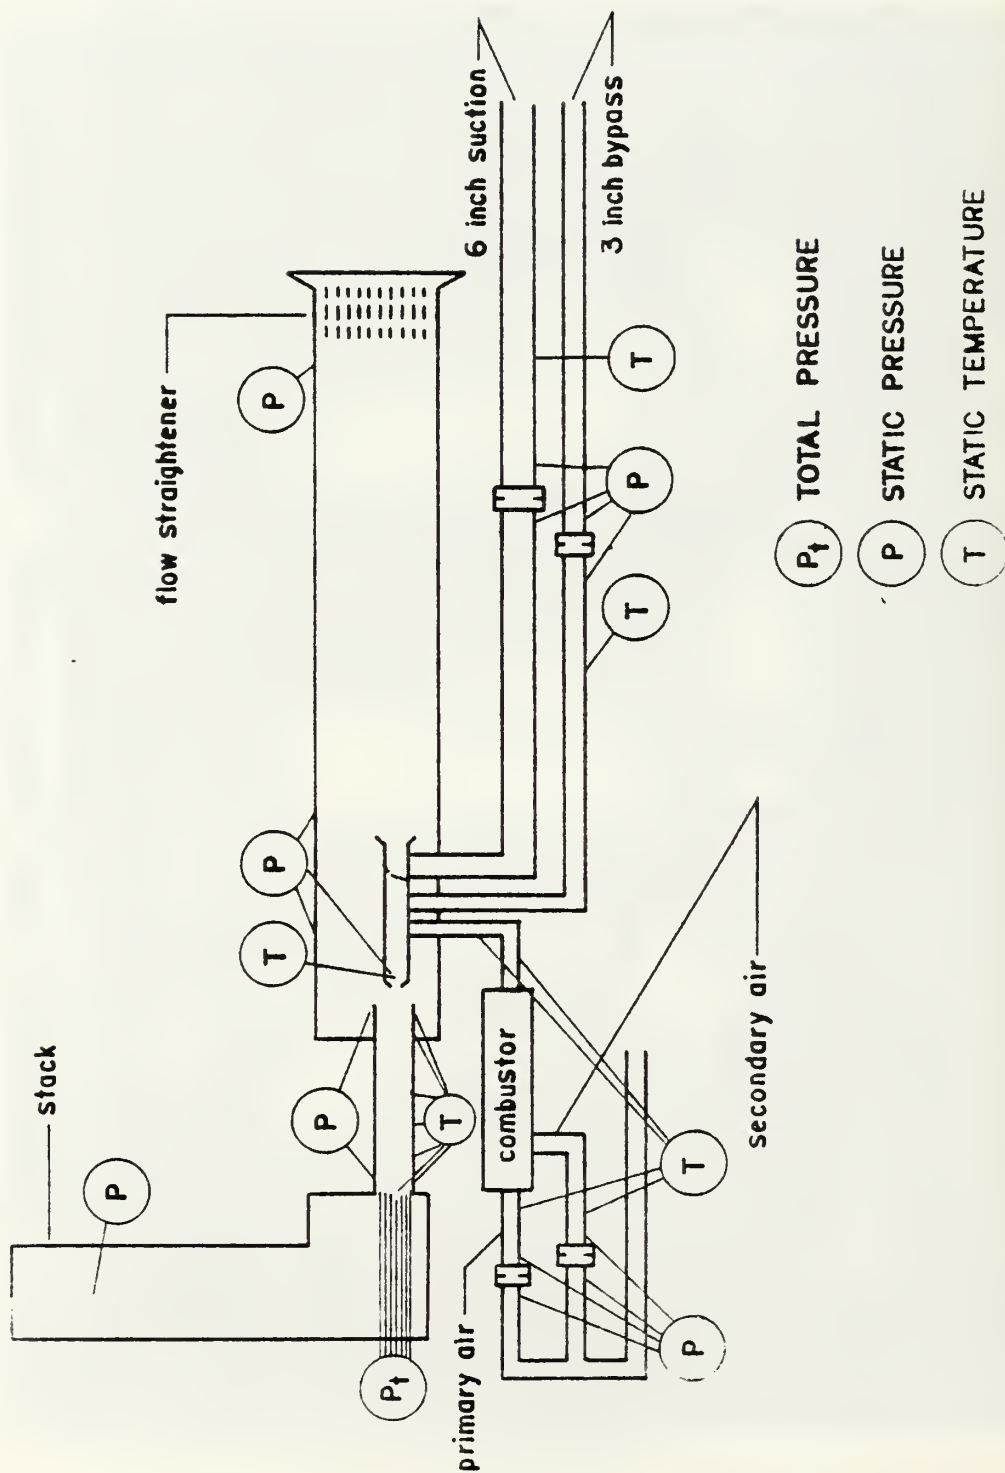 stack
P
flow straightener
P
T
P
P
Pt
T
primary air
6 inch suction
combustor
3 inch bypass
T
P
T
P
T
secondary air
Pt TOTAL PRESSURE
P STATIC PRESSURE
T STATIC TEMPERATURE